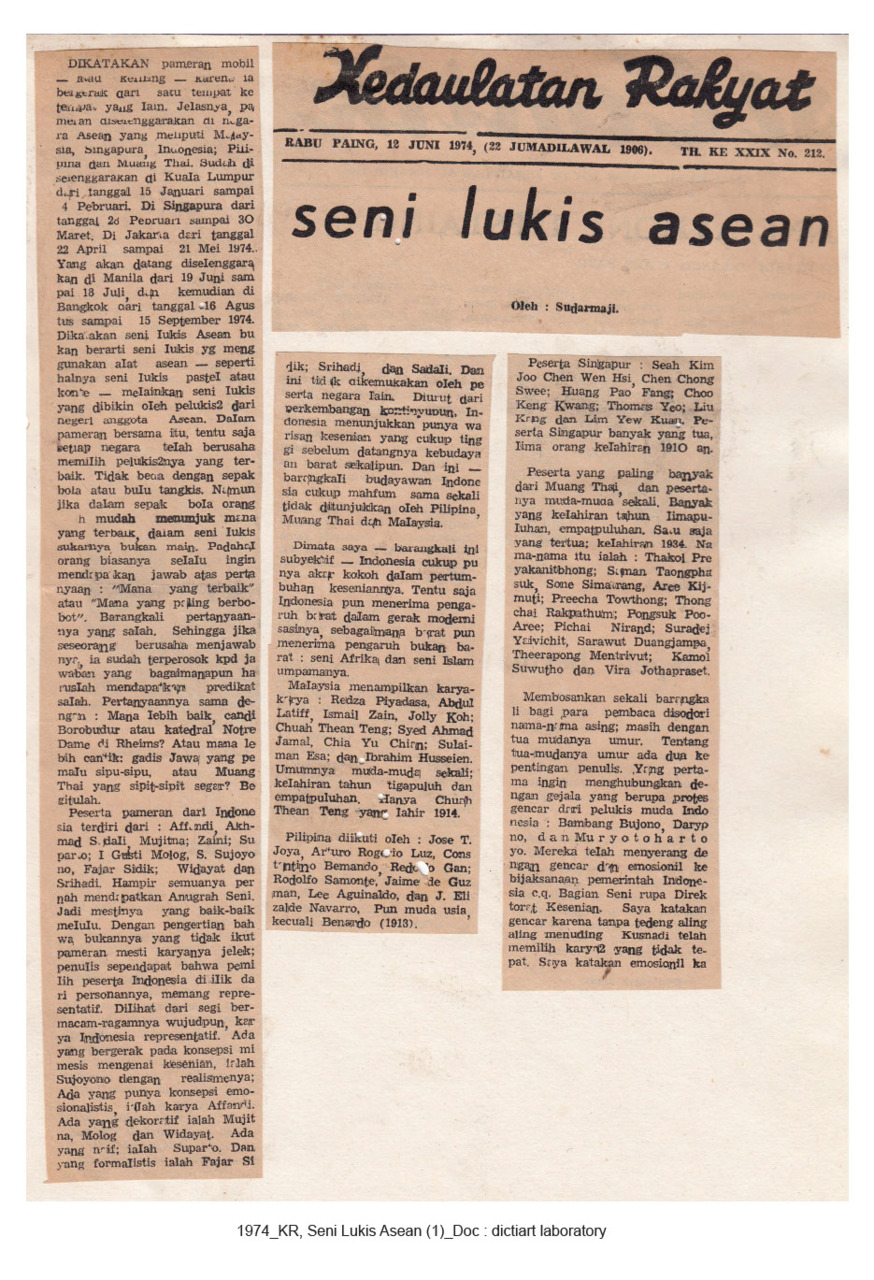 Kedaulatan Rakyat
RABU PAING, 12 JUNI 1974, (22 JUMADILAWAL 1906). TH. KE XXIX No. 212.
seni lukis asean
Oleh : Sudarmaji.
DIKATAKAN pameran mobil
— atau keliling — karena ia
bergerak dari satu tempat ke
tempat yang lain. Jelasnya, pa
meran diselenggarakan di nega-
ra Asean yang meliputi Malay-
sia, Singapura, Indonesia; Pili-
pina dan Muang Thai. Sudah di
selenggarakan di Kuala Lumpur
dari tanggal 15 Januari sampai
4 Pebruari. Di Singapura dari
tanggal 28 Pebruari sampai 30
Maret. Di Jakarta dari tanggal
22 April sampai 21 Mei 1974.
Yang akan datang diselenggara
kan di Manila dari 19 Juni sam
pai 18 Juli, dan kemudian di
Bangkok dari tanggal 16 Agus
tus sampai 15 September 1974.
Dikatakan seni lukis Asean bu
kan berarti seni lukis yg meng
gunakan alat asean — seperti
halnya seni lukis pastel atau
konte — melainkan seni lukis
yang dibikin oleh pelukis2 dari
negeri anggota Asean. Dalam
pameran bersama itu, tentu saja
setiap negara telah berusaha
memilih pelukis2nya yang ter-
baik. Tidak beda dengan sepak
bola atau bulu tangkis. Namun
jika dalam sepak bola orang
h mudah menunjuk mana
yang terbaik, dalam seni lukis
sukarnya bukan main. Padahal
orang biasanya selalu ingin
mendapatkan jawab atas perta
nyaan : "Mana yang terbaik"
atau "Mana yang paling berbo-
bot". Barangkali pertanyaan-
nya yang salah. Sehingga jika
seseorang berusaha menjawab
nya, ia sudah terperosok kpd ja
waban yang bagaimanapun ha
ruslah mendapatkan predikat
salah. Pertanyaannya sama de-
ngan : Mana lebih baik, candi
Borobudur atau katedral Notre
Dame di Rheims? Atau mana le
bih cantik: gadis Jawa yang pe
malu sipu-sipu, atau Muang
Thai yang sipit-sipit segar? Be
gitulah.
Peserta pameran dari Indone
sia terdiri dari : Affandi, Akh-
mad Sadali, Mujitna; Zaini; Su
parto; I Gusti Molog, S. Sujoyo
no, Fajar Sidik; Widayat dan
Srihadi. Hampir semuanya per
nah mendapatkan Anugrah Seni.
Jadi mestinya yang baik-baik
melulu. Dengan pengertian bah
wa bukannya yang tidak ikut
pameran mesti karyanya jelek;
penulis sependapat bahwa pemi
lih peserta Indonesia dililik da
ri personannya, memang repre-
sentatif. Dilihat dari segi ber-
macam-ragamnya wujudpun, kar
ya Indonesia representatif. Ada
yang bergerak pada konsepsi mi
mesis mengenai kesenian, ialah
Sujoyono dengan realismenya;
Ada yang punya konsepsi emo-
sionalistis, ialah karya Affandi.
Ada yang dekoratif ialah Mujit
na, Molog dan Widayat. Ada
yang naif; ialah Suparto. Dan
yang formalistis ialah Fajar Si
dik; Srihadi, dan Sadali. Dan
ini tidak dikemukakan oleh pe
serta negara lain. Diurut dari
perkembangan kontinyupun, In-
donesia menunjukkan punya wa
risan kesenian yang cukup ting
gi sebelum datangnya kebudaya
an barat sekalipun. Dan ini —
barangkali budayawan Indone
sia cukup mahfum sama sekali
tidak ditunjukkan oleh Pilipina,
Muang Thai dan Malaysia.
Dimata saya — barangkali ini
subyektif — Indonesia cukup pu
nya akar kokoh dalam pertum-
buhan keseniannya. Tentu saja
Indonesia pun menerima penga-
ruh barat dalam gerak moderni
sasinya, sebagaimana barat pun
menerima pengaruh bukan ba-
rat : seni Afrika dan seni Islam
umpamanya.
Malaysia menampilkan karya-
karya : Redza Piyadasa, Abdul
Latiff, Ismail Zain, Jolly Koh;
Chuah Thean Teng; Syed Ahmad
Jamal, Chia Yu Chian; Sulai-
man Esa; dan Ibrahim Husseien.
Umumnya muda-muda sekali;
kelahiran tahun tigapuluh dan
empatpuluhan. Hanya Chuah
Thean Teng yang lahir 1914.
Pilipina diikuti oleh : Jose T.
Joya, Arturo Rogerio Luz, Cons
tantino Bemando, Redo Gan;
Rodolfo Samonte, Jaime de Guz
man, Lee Aguinaldo, dan J. Eli
zalde Navarro, Pun muda usia,
kecuali Benardo (1913).
Peserta Singapur : Seah Kim
Joo Chen Wen Hsi, Chen Chong
Swee; Huang Pao Fang; Choo
Keng Kwang; Thomas Yeo; Liu
Kang dan Lim Yew Kuan. Pe-
serta Singapur banyak yang tua,
lima orang kelahiran 1910 an.
Peserta yang paling banyak
dari Muang Thai, dan peserta-
nya muda-muda sekali. Banyak
yang kelahiran tahun limapu-
luhan, empatpuluhan. Satu saja
yang tertua; kelahiran 1934. Na
ma-nama itu ialah : Thakol Pre
yakanitbhong; Saman Taongpha
suk, Some Simatrang, Aree Kij-
muti; Preecha Towthong; Thong
chai Rakpathum; Pongsuk Poo-
Aree; Pichai Nirand; Suradej
Yaivichit, Sarawut Duangjampa,
Theerapong Mentrivut; Kamol
Suwutho dan Vira Jothapraset.
Membosankan sekali barangka
li bagi para pembaca disodori
nama-nama asing; masih dengan
tua mudanya umur. Tentang
tua-mudanya umur ada dua ke
pentingan penulis. Yang perta-
ma ingin menghubungkan de-
ngan gejala yang berupa protes
gencar dari pelukis muda Indo
nesia : Bambang Bujono, Daryo
no, dan Muryotoharto
yo. Mereka telah menyerang de
ngan gencar dan emosionil ke
bijaksanaan pemerintah Indone-
sia c.q. Bagian Seni rupa Direk
torat Kesenian. Saya katakan
gencar karena tanpa tedeng aling
aling menuding Kusnadi telah
memilih karya2 yang tidak te-
pat. Saya katakan emosionil ka
1974_KR, Seni Lukis Asean (1)_Doc : dictiart laboratory